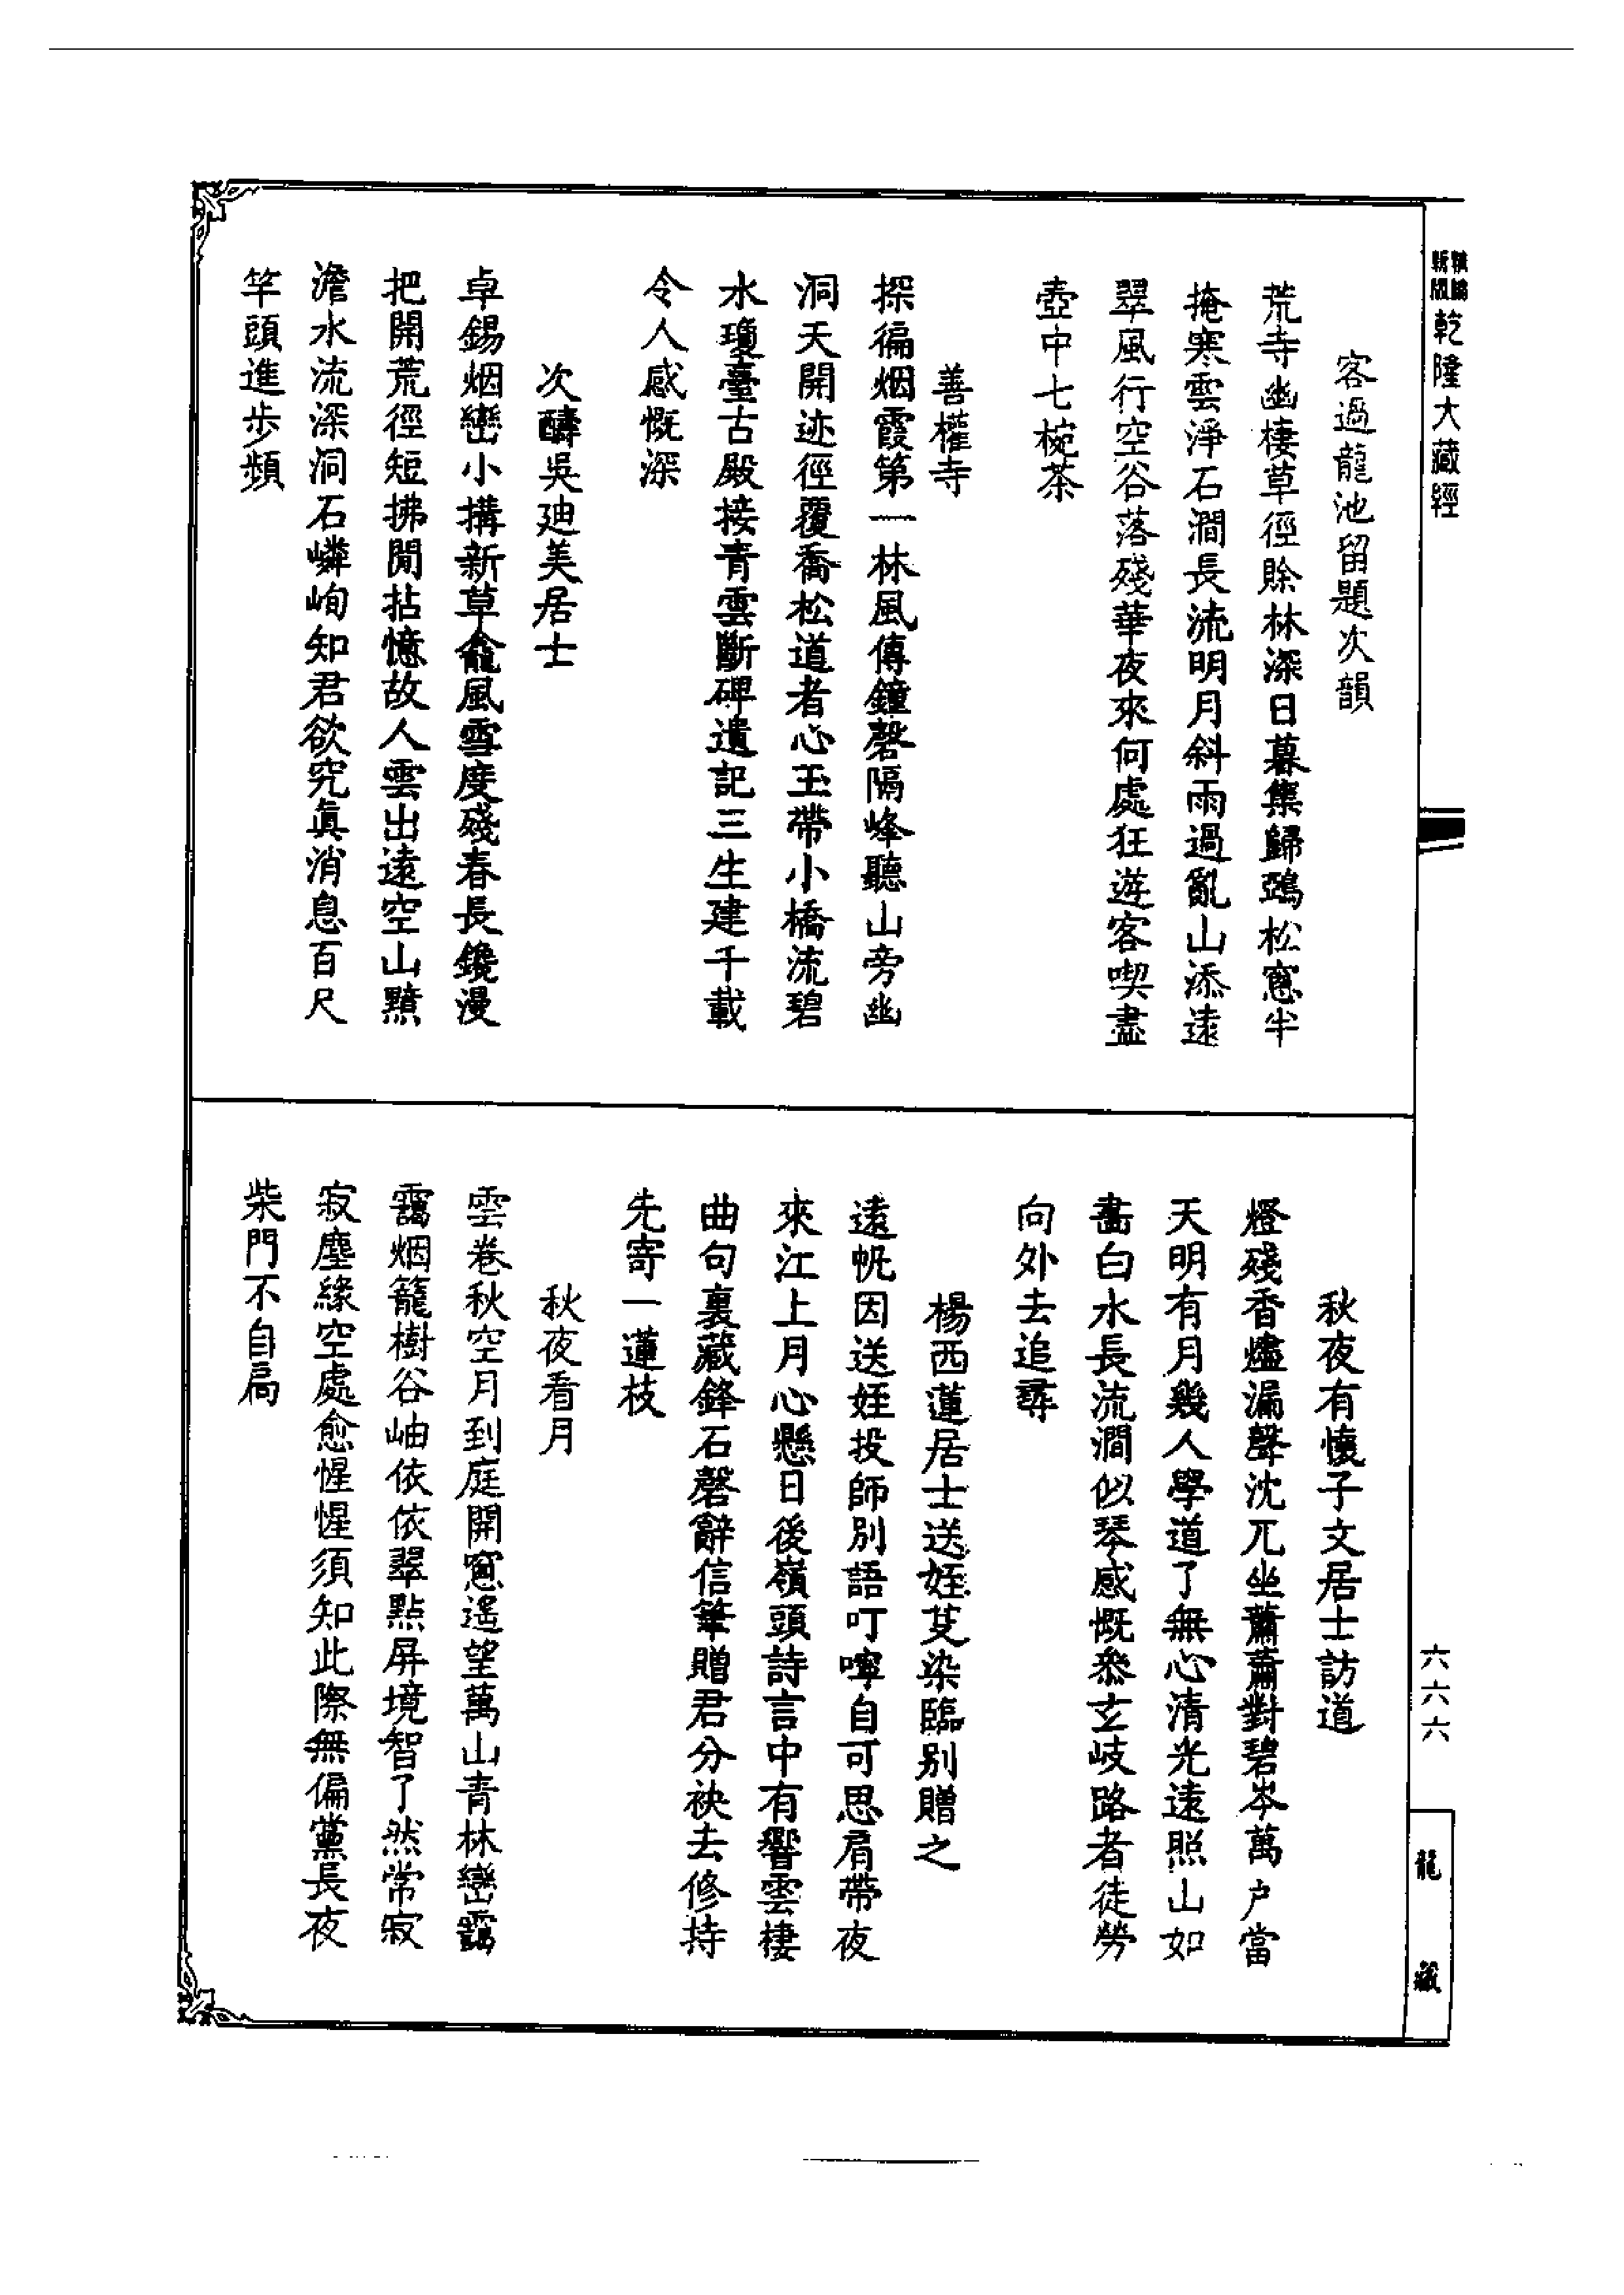 新版
精縮
乾隆大藏經
客過龍池留題次韻
荒寺幽棲草徑賒林深日暮集歸鴉松窓半
掩寒雲淨石澗長流明月斜雨過亂山添遠
翠風行空谷落殘華夜來何處狂遊客喫盡
壺中七椀茶
善權寺
探徧烟霞第一林風傳鐘磬隔峰聽山旁幽
洞天開迹徑覆喬松道者心玉帶小橋流碧
水瓊臺古殿接青雲斷碑遺記三生建千載
令人感慨深
次醻吳廸美居士
卓錫烟巒小搆新草龕風雪度殘春長鑱漫
把開荒徑短拂閒拈憶故人雲出遠空山黯
澹水流深洞石嶙峋知君欲究眞消息百尺
竿頭進步頻
秋夜有懷子文居士訪道
燈殘香燼漏聲沈兀坐蕭蕭對碧岑萬户當
天明有月幾人學道了無心清光遠照山如
畫白水長流澗似琴感慨叅玄岐路者徒勞
向外去追尋
楊西蓮居士送姪芟染臨别贈之
遠帆因送姪投師别語叮嚀自可思肩帶夜
來江上月心懸日後嶺頭詩言中有響雲棲
曲句裏藏鋒石磬辭信筆贈君分袂去修持
先寄一蓮枝
秋夜看月
雲卷秋空月到庭開窓遙望萬山青林巒靄
靄烟籠樹谷岫依依翠點屏境智了然常寂
寂塵緣空處愈惺惺須知此際無偏黨長夜
柴門不自扃
六六六
龍藏